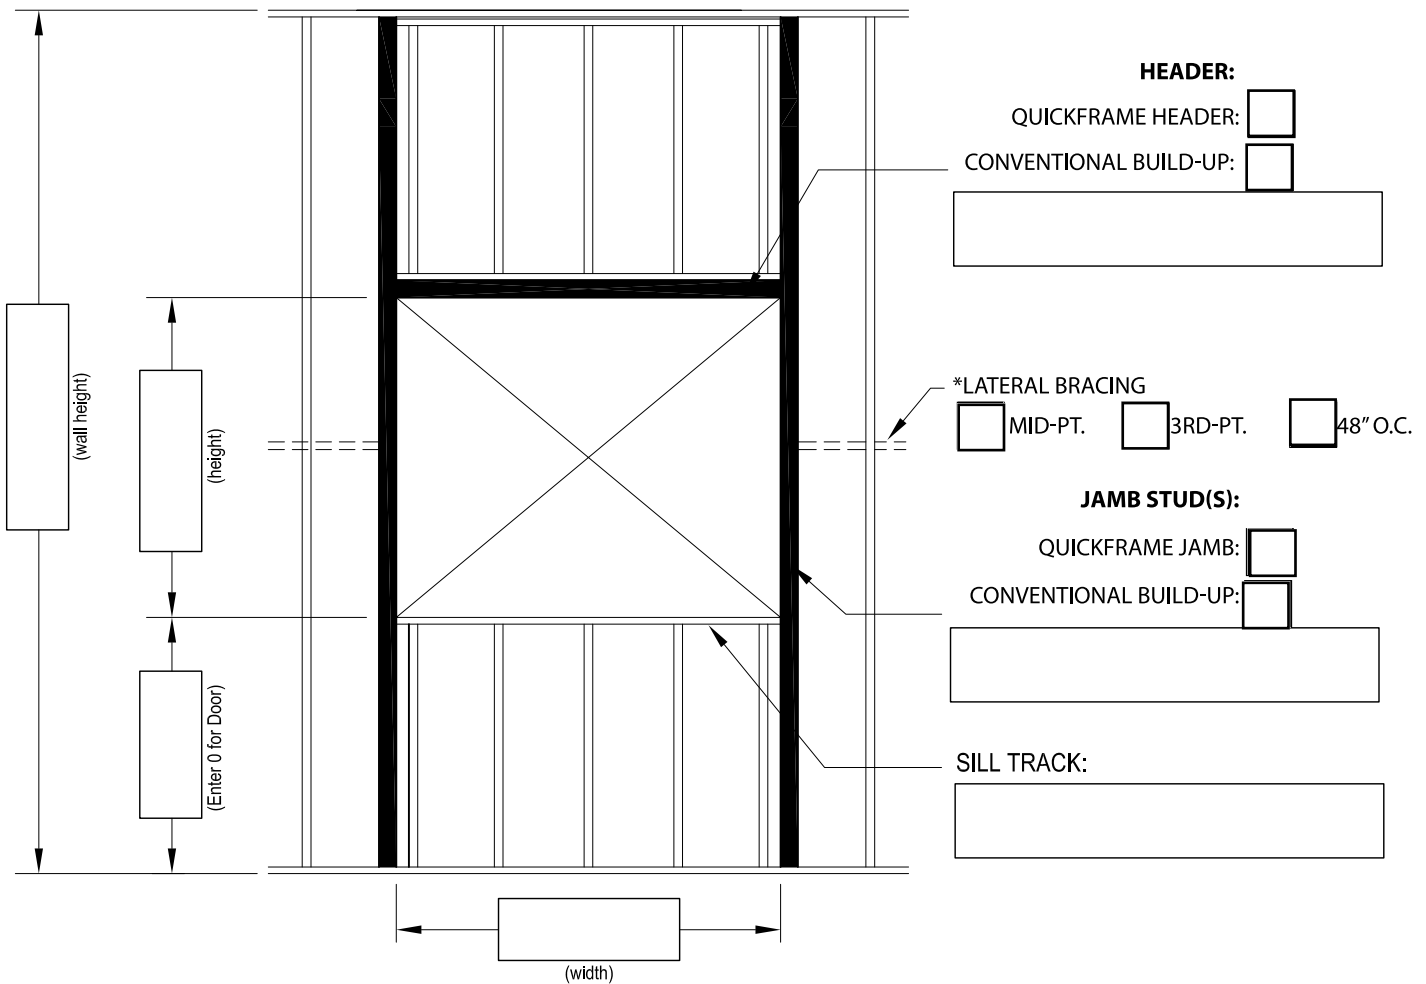 HEADER:
QUICKFRAME HEADER:
CONVENTIONAL BUILD-UP:
(wall height)
(height)
*LATERAL BRACING
MID-PT.
3RD-PT.
48” O.C.
JAMB STUD(S):
QUICKFRAME JAMB:
CONVENTIONAL BUILD-UP:
(Enter 0 for Door)
SILL TRACK:
(width)